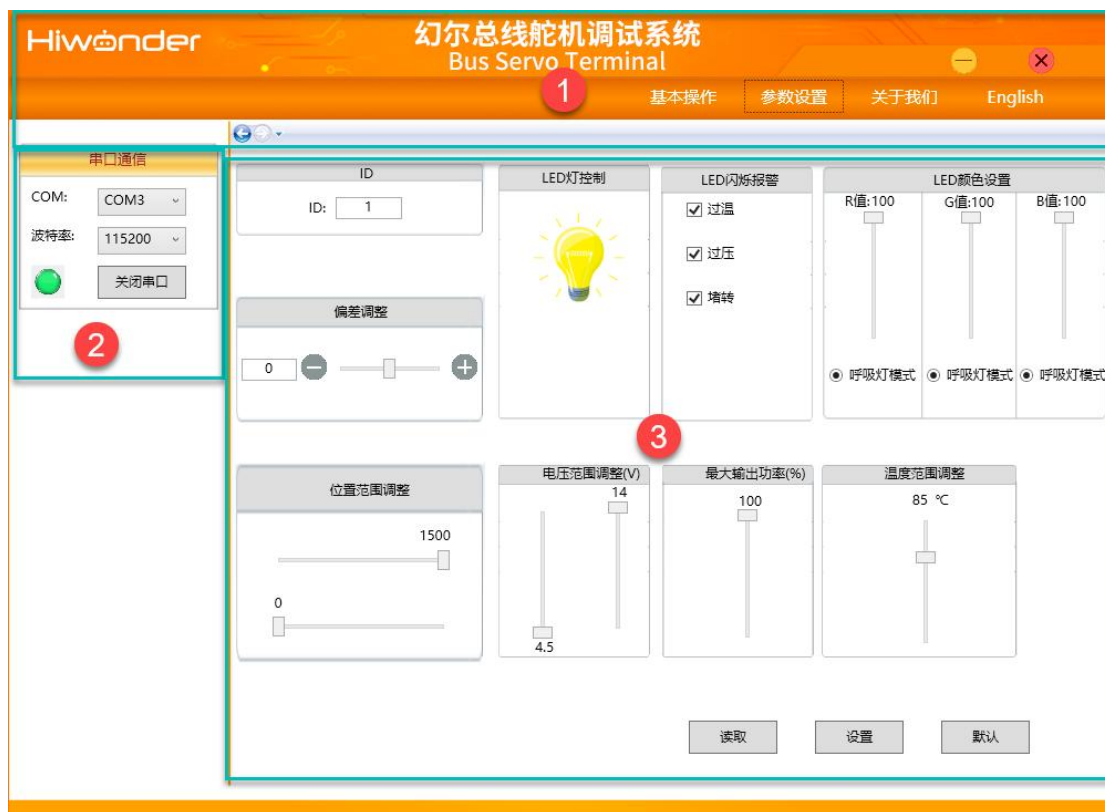 Hiwonder
幻尔总线舵机调试系统
Bus Servo Terminal
1
基本操作 参数设置 关于我们 English
串口通信
COM: COM3
波特率: 115200
关闭串口
2
ID
ID: 1
LED灯控制
LED闪烁报警
过温
过压
堵转
LED颜色设置
R值:100 G值:100 B值:100
呼吸灯模式 呼吸灯模式 呼吸灯模式
偏差调整
0
3
位置范围调整
1500
0
电压范围调整(V)
14
4.5
最大输出功率(%)
100
温度范围调整
85 ℃
读取 设置 默认